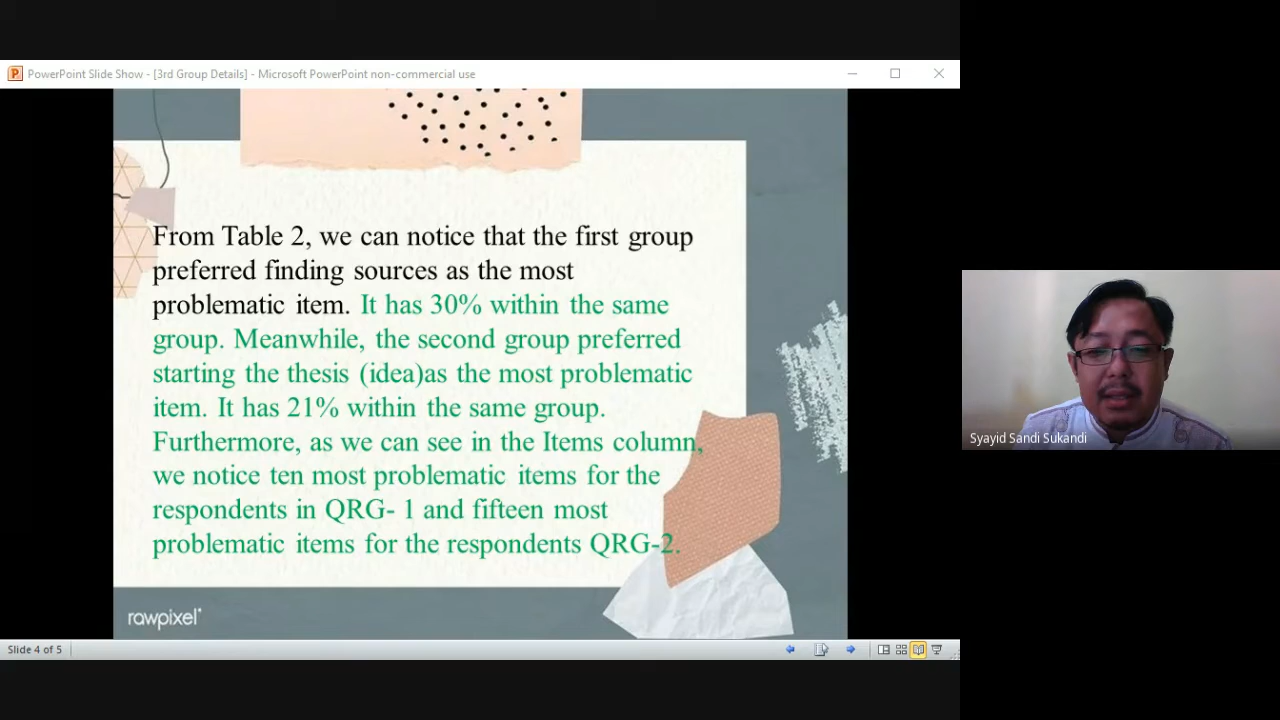 PowerPoint Slide Show - [3rd Group Details] - Microsoft PowerPoint non-commercial use
From Table 2, we can notice that the first group
preferred finding sources as the most
problematic item. It has 30% within the same
group. Meanwhile, the second group preferred
starting the thesis (idea)as the most problematic
item. It has 21% within the same group.
Furthermore, as we can see in the Items column,
we notice ten most problematic items for the
respondents in QRG- 1 and fifteen most
problematic items for the respondents QRG-2.
rawpixel
Slide 4 of 5
Syayid Sandi Sukandi